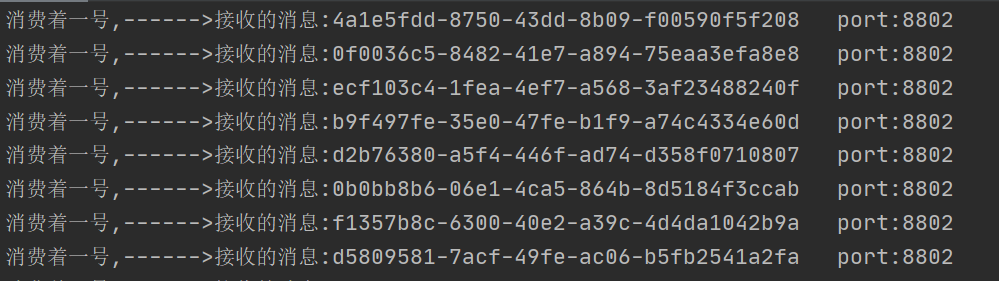 消费着一号,------>接收的消息:4a1e5fdd-8750-43dd-8b09-f00590f5f208 port:8802
消费着一号,------>接收的消息:0f0036c5-8482-41e7-a894-75eaa3efa8e8 port:8802
消费着一号,------>接收的消息:ecf103c4-1fea-4ef7-a568-3af23488240f port:8802
消费着一号,------>接收的消息:b9f497fe-35e0-47fe-b1f9-a74c4334e60d port:8802
消费着一号,------>接收的消息:d2b76380-a5f4-446f-ad74-d358f0710807 port:8802
消费着一号,------>接收的消息:0b0bb8b6-06e1-4ca5-864b-8d5184f3ccab port:8802
消费着一号,------>接收的消息:f1357b8c-6300-40e2-a39c-4d4da1042b9a port:8802
消费着一号,------>接收的消息:d5809581-7acf-49fe-ac06-b5fb2541a2fa port:8802